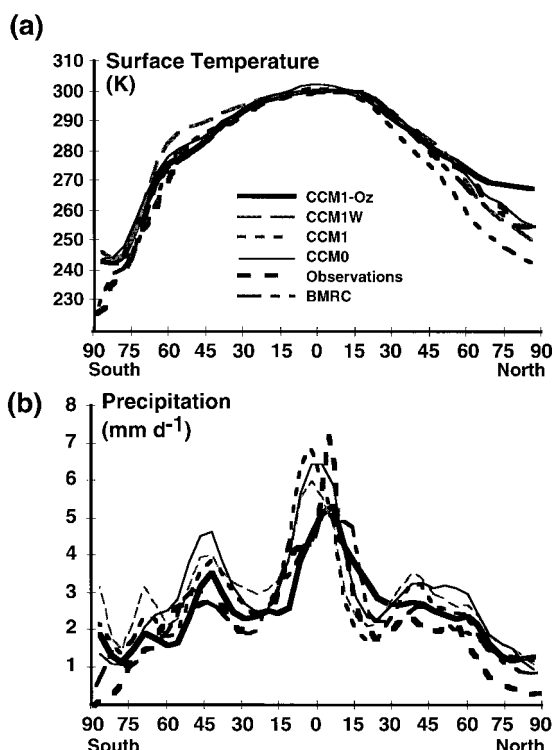 (a)
Surface Temperature
(K)
310
300
290
280
270
260
250
240
230
CCM1-Oz
CCM1W
CCM1
CCM0
Observations
BMRC
90 75 60 45 30 15 0 15 30 45 60 75 90
South North
(b)
Precipitation
(mm d-1)
8
7
6
5
4
3
2
1
90 75 60 45 30 15 0 15 30 45 60 75 90
South North